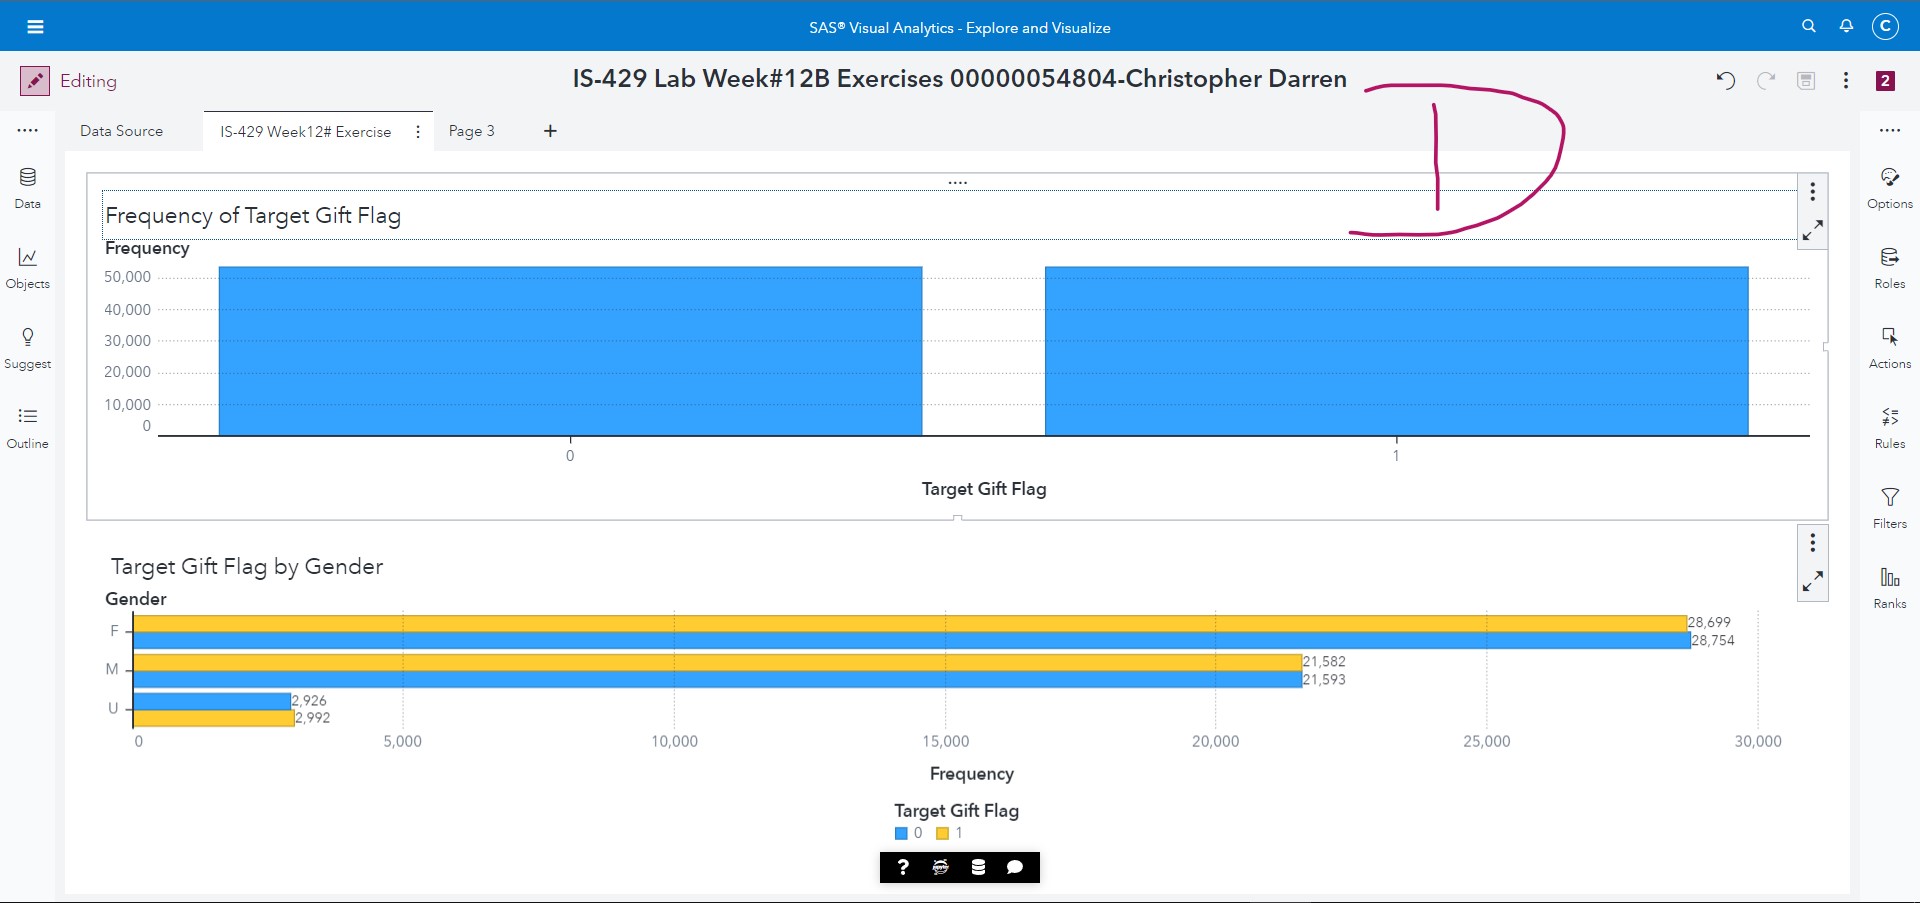 SAS® Visual Analytics - Explore and Visualize
C
Editing
IS-429 Lab Week#12B Exercises 00000054804-Christopher Darren
2
D
Data Source
IS-429 Week12# Exercise
Page 3
Data
Objects
Suggest
Outline
Frequency of Target Gift Flag
Frequency
50,000
40,000
30,000
20,000
10,000
0
0 1
Target Gift Flag
Target Gift Flag by Gender
Gender
F 28,699
28,754
M 21,582
21,593
U 2,926
2,992
0 5,000 10,000 15,000 20,000 25,000 30,000
Frequency
Target Gift Flag
0 1
?
Options
Roles
Actions
Rules
Filters
Ranks